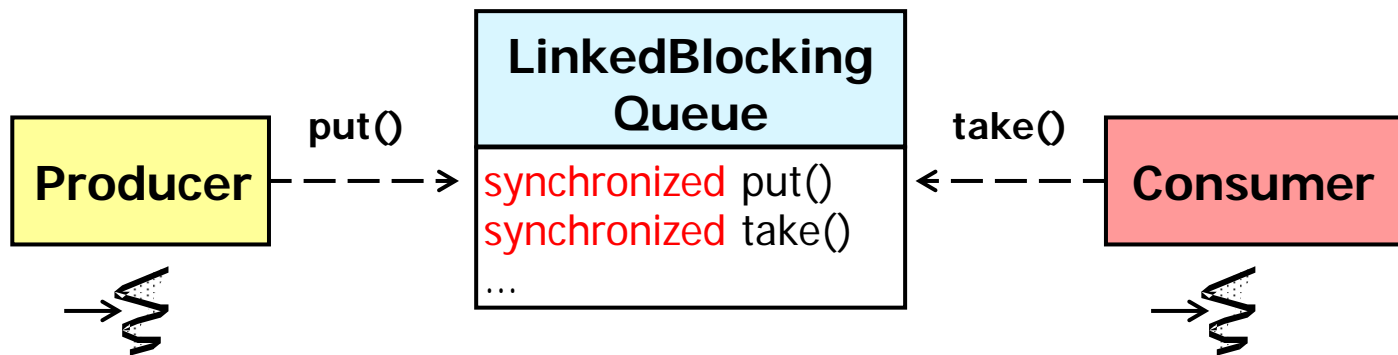 LinkedBlocking
Queue
put()
take()
Producer
synchronized put()
synchronized take()
...
Consumer